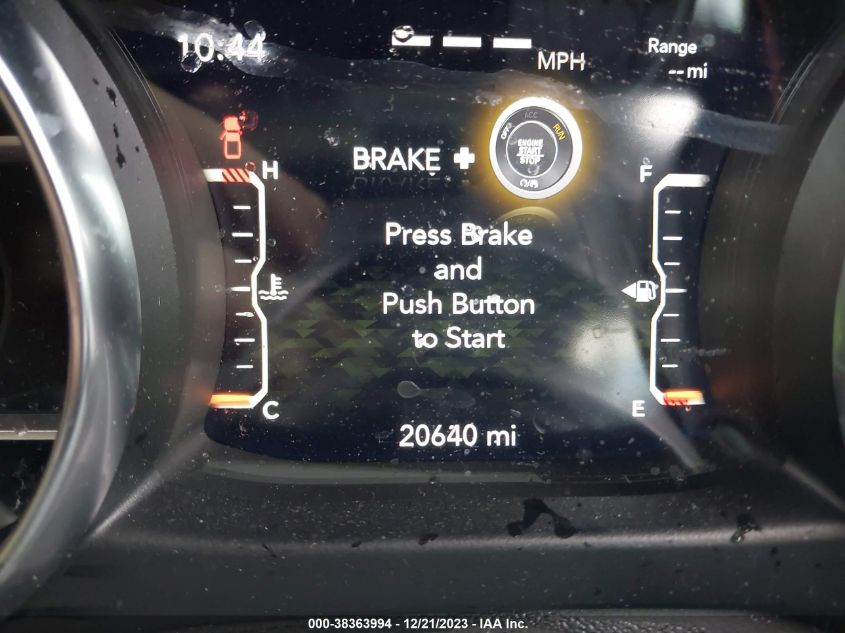 10:44
MPH
Range
-- mi
BRAKE +
ACC
OFF
RUN
ENGINE
START
STOP
H
F
Press Brake
and
Push Button
to Start
C
E
20640 mi
000-38363994 - 12/21/2023 - IAA Inc.